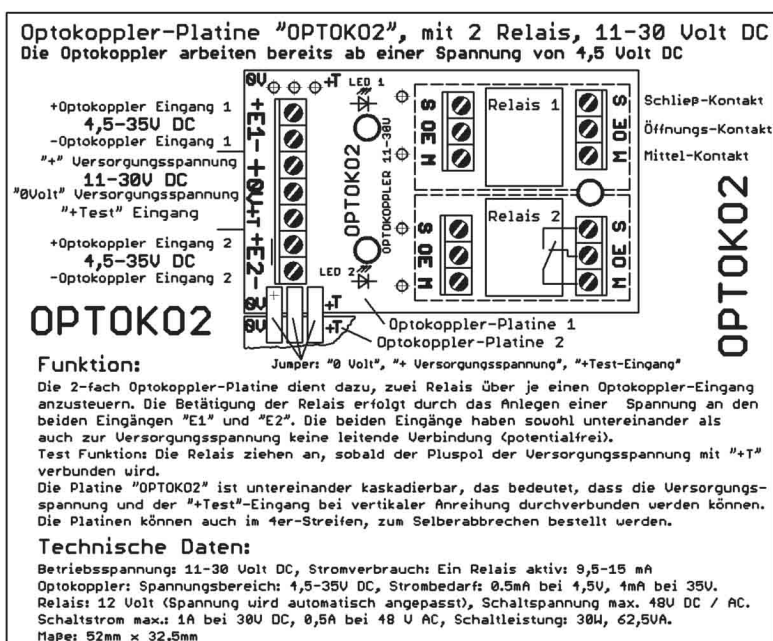 Optokoppler-Platine "OPTOKO2", mit 2 Relais, 11-30 Volt DC
Die Optokoppler arbeiten bereits ab einer Spannung von 4,5 Volt DC
0V +T LED 1
+Optokoppler Eingang 1
4,5-35V DC
-Optokoppler Eingang 1
"+" Versorgungsspannung
11-30V DC
"0Volt" Versorgungsspannung
"+Test" Eingang
+Optokoppler Eingang 2
4,5-35V DC
-Optokoppler Eingang 2
+E1- + 0V +T +E2-
OPTOKO2
OPTOKOPPLER 11-30V
LED 2
S OE M
Relais 1
S OE M
S OE M
Relais 2
S OE M
Schließ-Kontakt
Öffnungs-Kontakt
Mittel-Kontakt
OPTOKO2
OPTOKO2
0V + +T
0V +T
Optokoppler-Platine 1
Optokoppler-Platine 2
Jumper: "0 Volt", "+ Versorgungsspannung", "+Test-Eingang"
Funktion:
Die 2-fach Optokoppler-Platine dient dazu, zwei Relais über je einen Optokoppler-Eingang
anzusteuern. Die Betätigung der Relais erfolgt durch das Anlegen einer Spannung an den
beiden Eingängen "E1" und "E2". Die beiden Eingänge haben sowohl untereinander als
auch zur Versorgungsspannung keine leitende Verbindung (potentialfrei).
Test Funktion: Die Relais ziehen an, sobald der Pluspol der Versorgungsspannung mit "+T"
verbunden wird.
Die Platine "OPTOKO2" ist untereinander kaskadierbar, das bedeutet, dass die Versorgungs-
spannung und der "+Test"-Eingang bei vertikaler Anreihung durchverbunden werden können.
Die Platinen können auch im 4er-Streifen, zum Selberabbrechen bestellt werden.
Technische Daten:
Betriebsspannung: 11-30 Volt DC, Stromverbrauch: Ein Relais aktiv: 9,5-15 mA
Optokoppler: Spannungsbereich: 4,5-35V DC, Strombedarf: 0.5mA bei 4,5V, 4mA bei 35V.
Relais: 12 Volt (Spannung wird automatisch angepasst), Schaltspannung max. 48V DC / AC.
Schaltstrom max.: 1A bei 30V DC, 0,5A bei 48 V AC, Schaltleistung: 30W, 62,5VA.
Maße: 52mm x 32.5mm